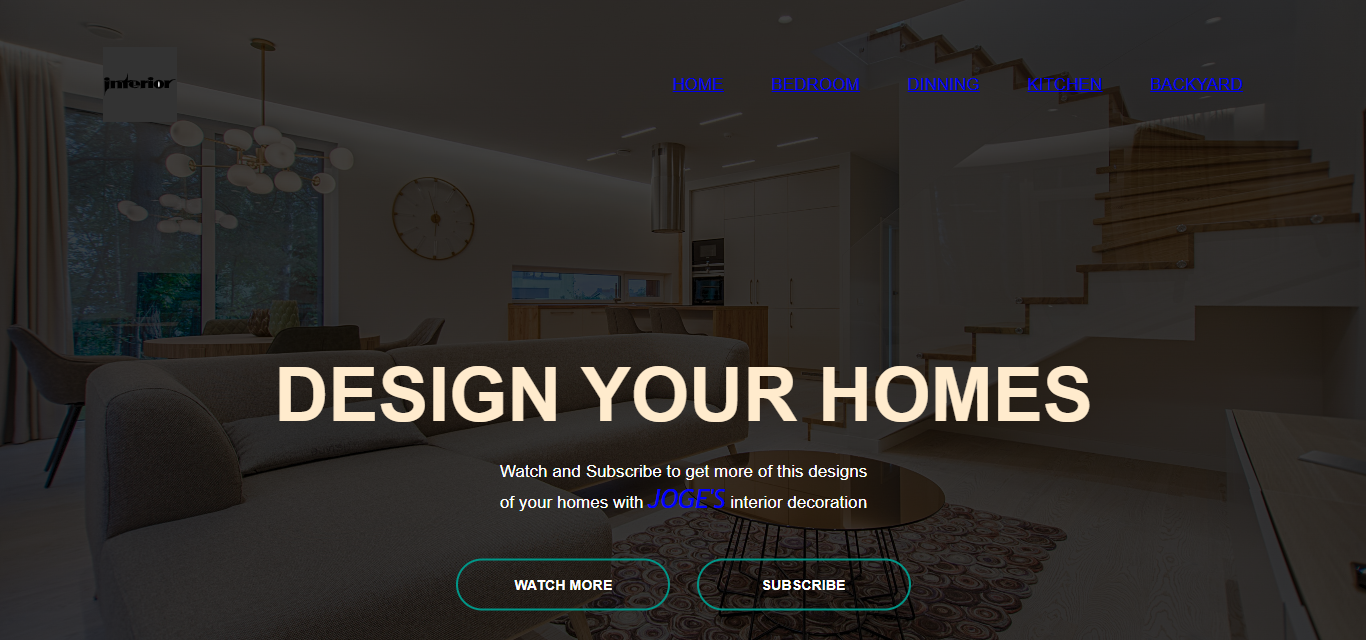 interior
HOME BEDROOM DINNING KITCHEN BACKYARD
DESIGN YOUR HOMES
Watch and Subscribe to get more of this designs
of your homes with JOGE'S interior decoration
WATCH MORE SUBSCRIBE